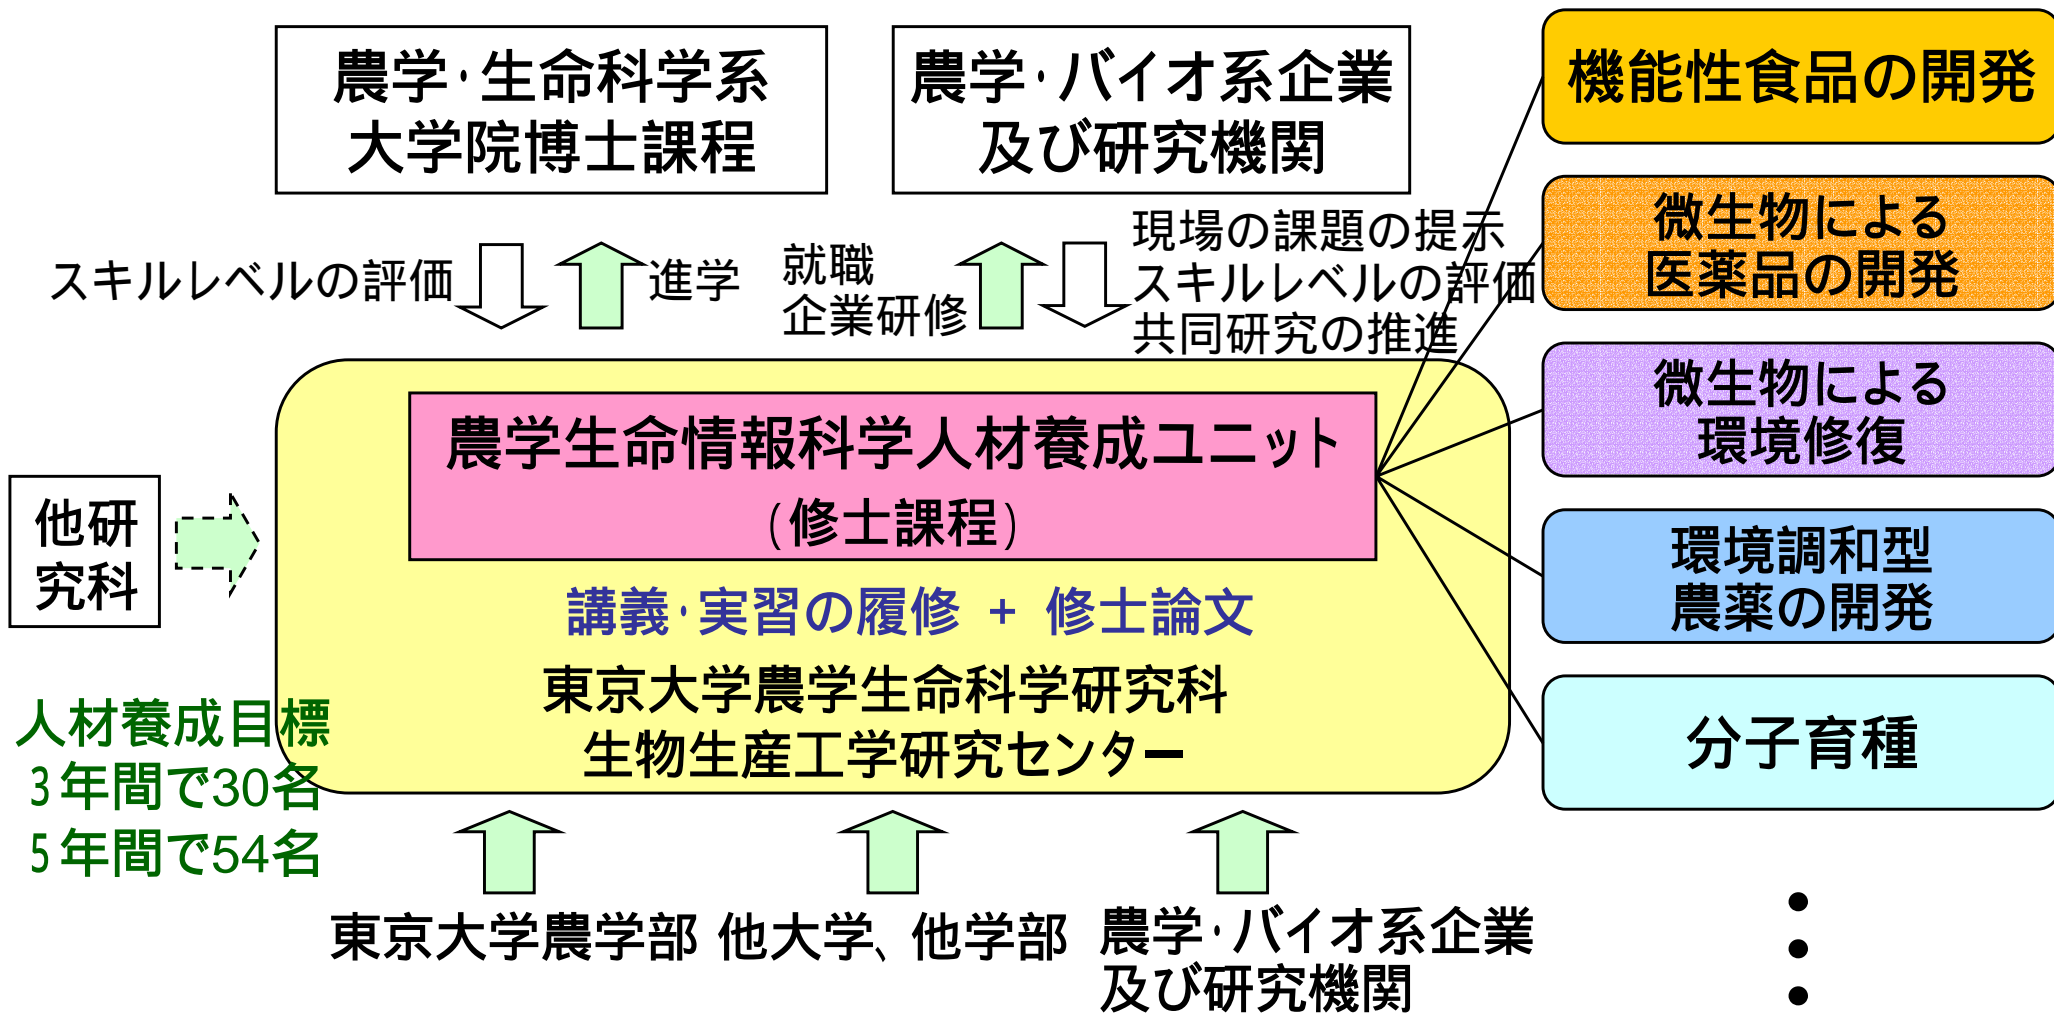 農学·生命科学系
大学院博士課程
農学·バイオ系企業
及び研究機関
機能性食品の開発
微生物による
医薬品の開発
微生物による
環境修復
環境調和型
農薬の開発
分子育種
スキルレベルの評価
進学
就職
企業研修
現場の課題の提示
スキルレベルの評価
共同研究の推進
農学生命情報科学人材養成ユニット
(修士課程)
講義·実習の履修 + 修士論文
東京大学農学生命科学研究科
生物生産工学研究センター
他研
究科
人材養成目標
3年間で30名
5年間で54名
東京大学農学部
他大学、他学部
農学·バイオ系企業
及び研究機関